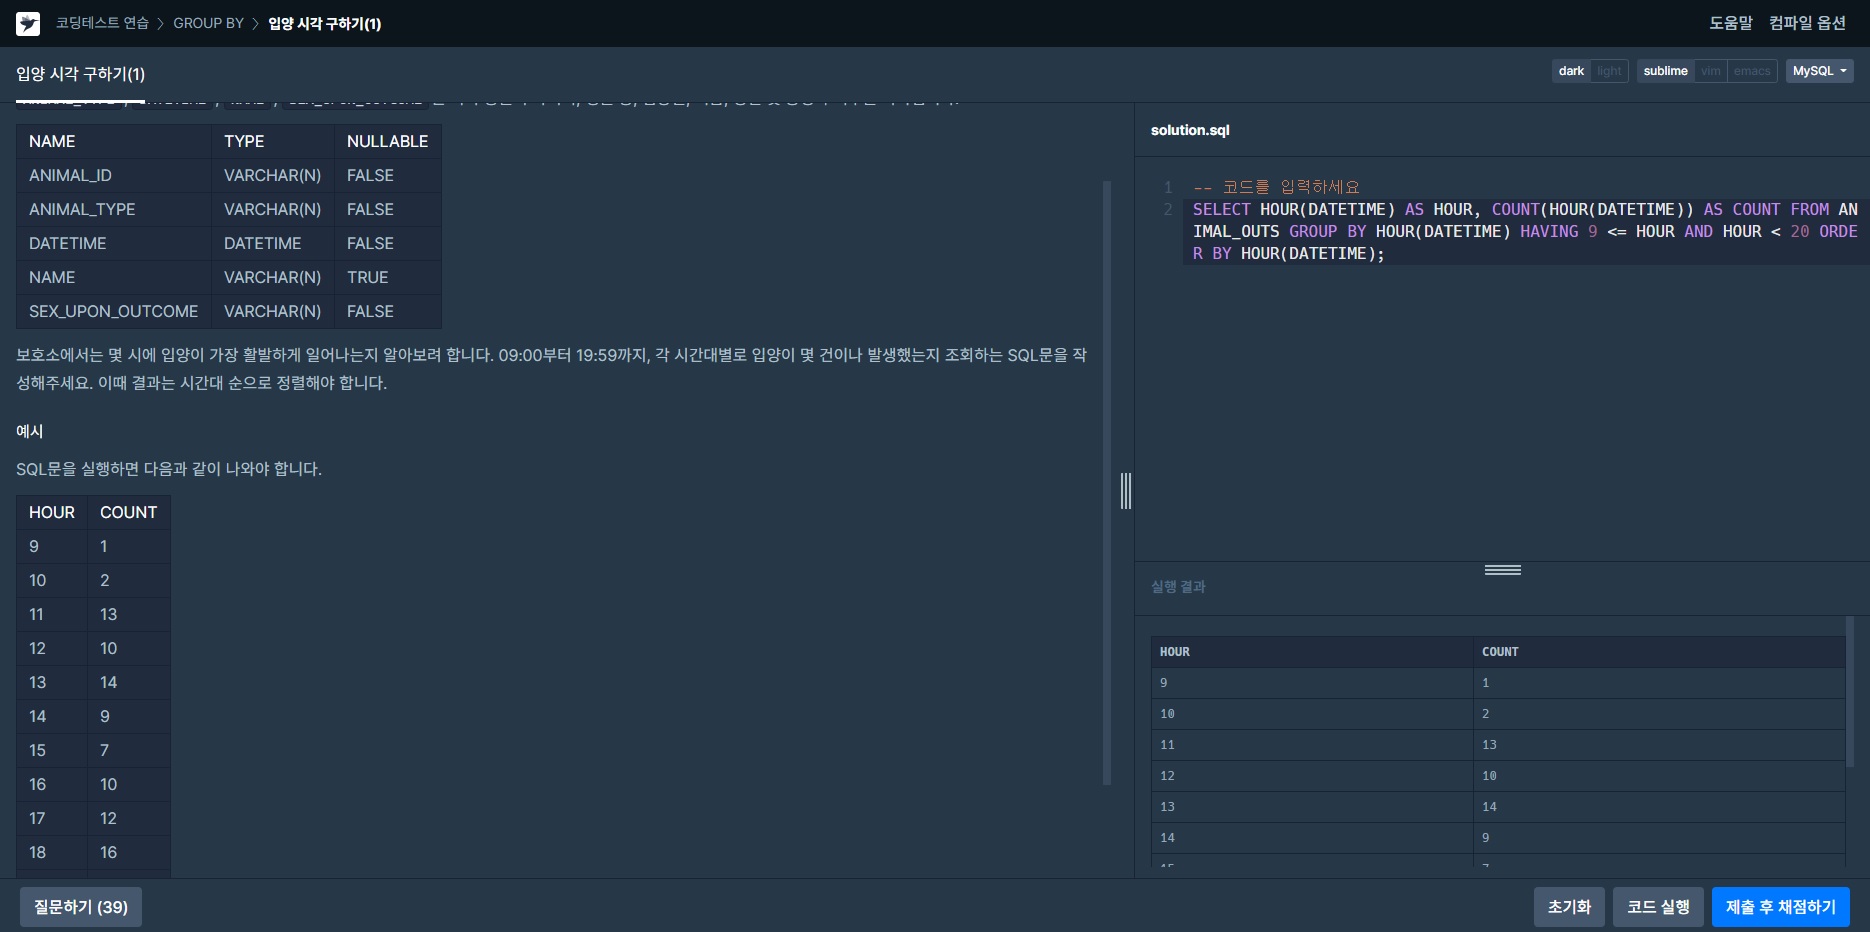 코딩테스트 연습 > GROUP BY > 입양 시각 구하기(1)
도움말 컴파일 옵션
입양 시각 구하기(1)
dark light sublime vim emacs MySQL
NAME TYPE NULLABLE
ANIMAL_ID VARCHAR(N) FALSE
ANIMAL_TYPE VARCHAR(N) FALSE
DATETIME DATETIME FALSE
NAME VARCHAR(N) TRUE
SEX_UPON_OUTCOME VARCHAR(N) FALSE
보호소에서는 몇 시에 입양이 가장 활발하게 일어나는지 알아보려 합니다. 09:00부터 19:59까지, 각 시간대별로 입양이 몇 건이나 발생했는지 조회하는 SQL문을 작
성해주세요. 이때 결과는 시간대 순으로 정렬해야 합니다.
예시
SQL문을 실행하면 다음과 같이 나와야 합니다.
HOUR COUNT
9 1
10 2
11 13
12 10
13 14
14 9
15 7
16 10
17 12
18 16
질문하기 (39)
solution.sql
1 -- 코드를 입력하세요
2 SELECT HOUR(DATETIME) AS HOUR, COUNT(HOUR(DATETIME)) AS COUNT FROM AN
IMAL_OUTS GROUP BY HOUR(DATETIME) HAVING 9 <= HOUR AND HOUR < 20 ORDE
R BY HOUR(DATETIME);
실행 결과
HOUR COUNT
9 1
10 2
11 13
12 10
13 14
14 9
초기화 코드 실행 제출 후 채점하기